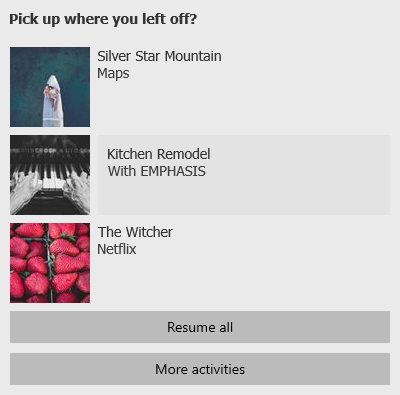 Pick up where you left off?
Silver Star Mountain
Maps
Kitchen Remodel
With EMPHASIS
The Witcher
Netflix
Resume all
More activities